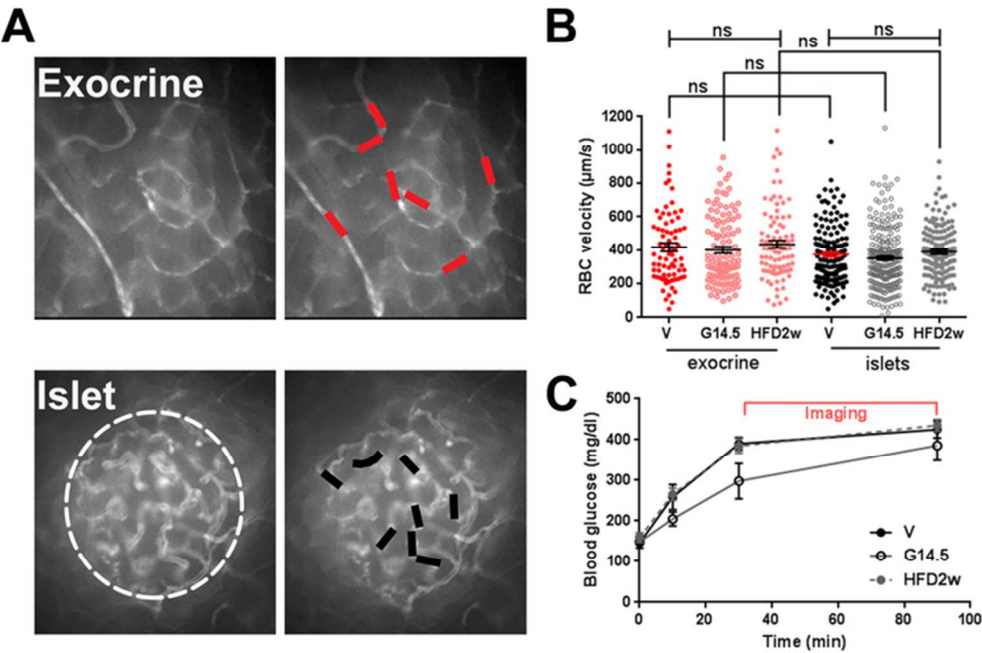 A
Exocrine
Islet
B
ns
ns
ns
ns
ns
RBC velocity (µm/s)
1200
1000
800
600
400
200
0
V G14.5 HFD2w V G14.5 HFD2w
exocrine islets
C
Imaging
Blood glucose (mg/dl)
500
400
300
200
100
0
V
G14.5
HFD2w
0 20 40 60 80 100
Time (min)